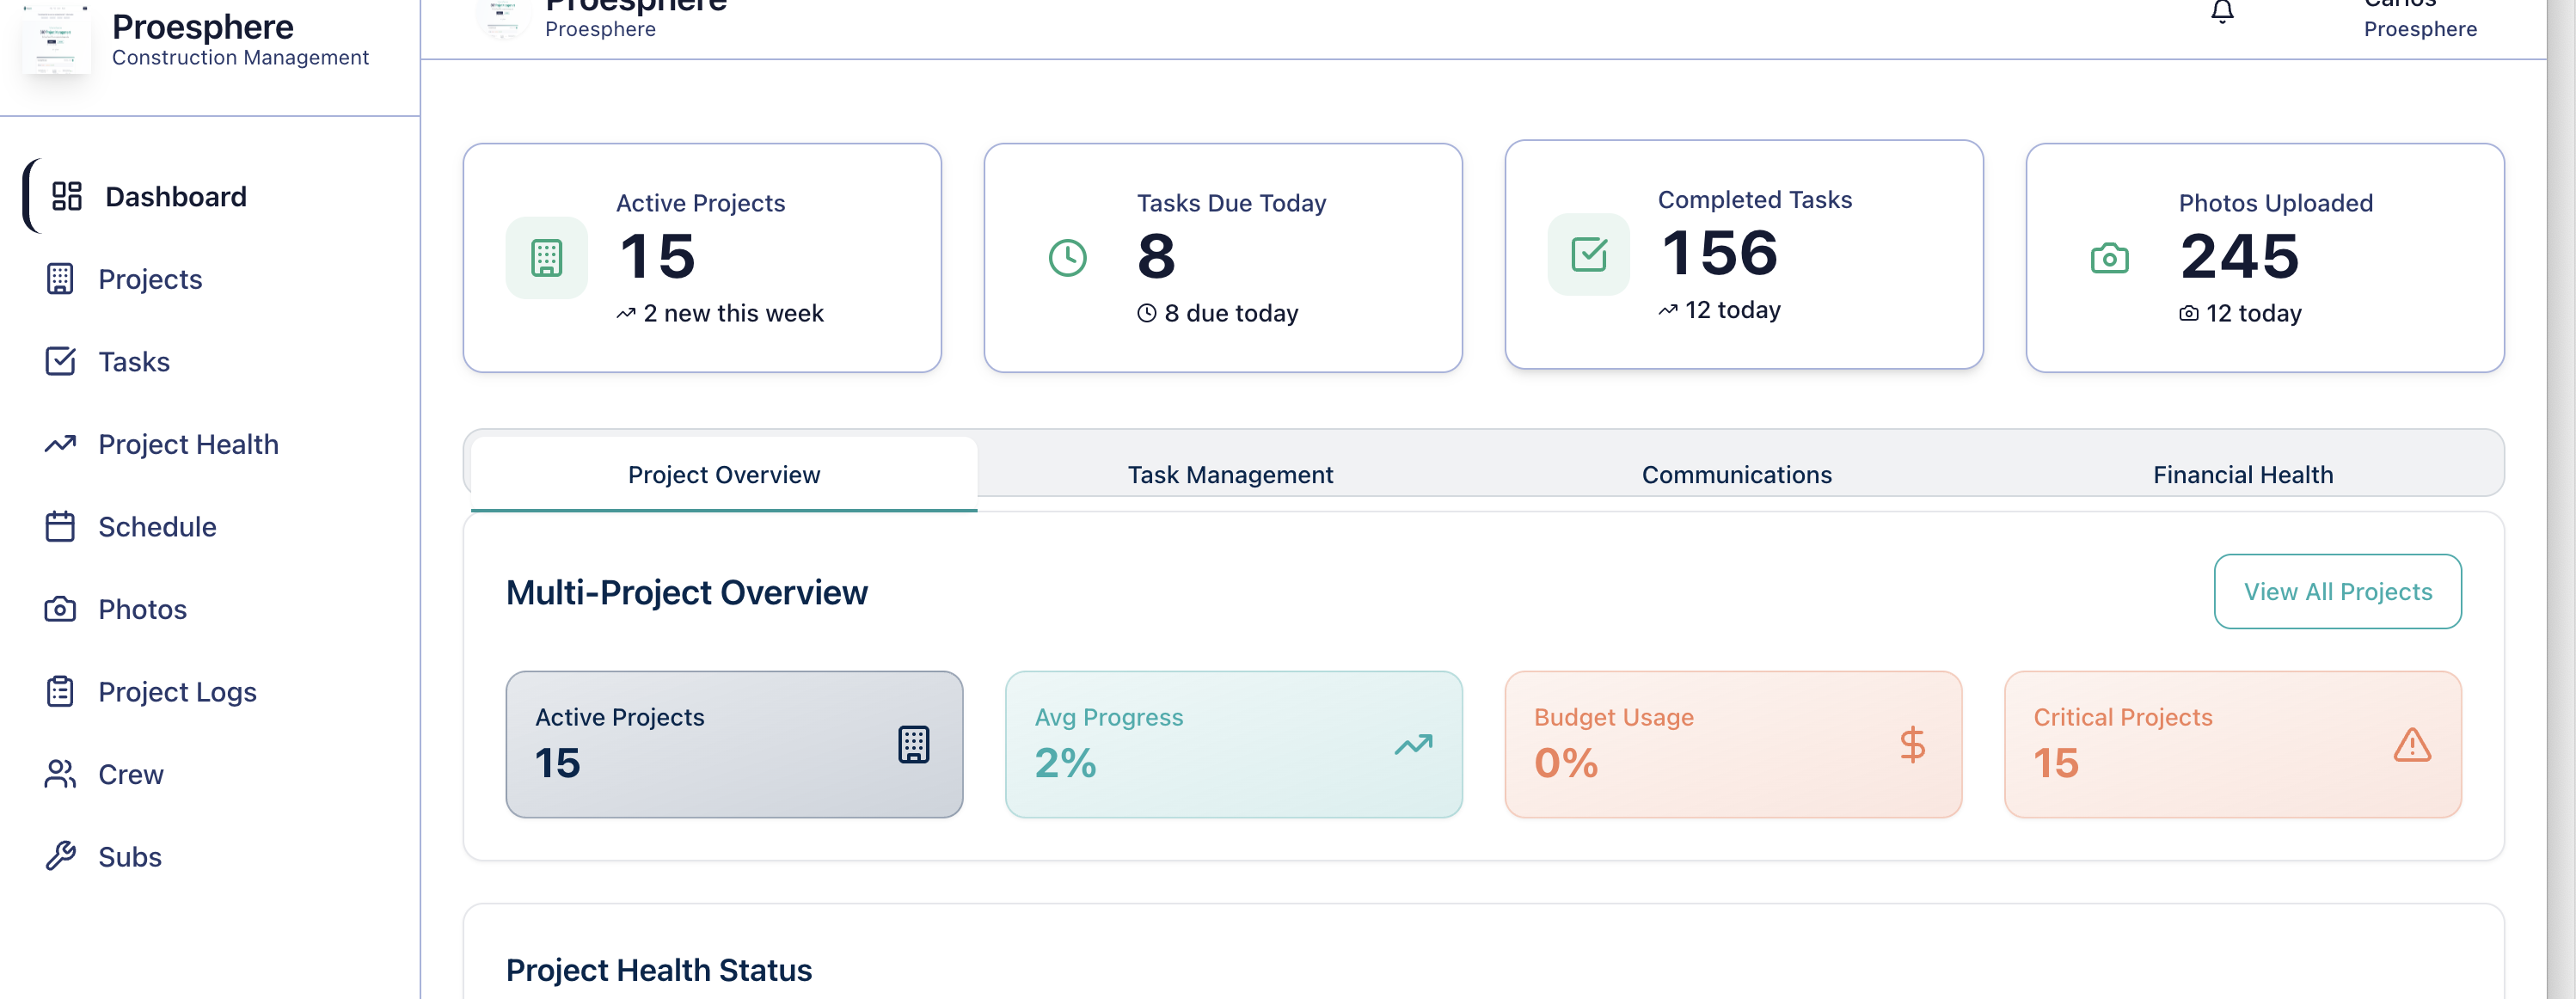 Proesphere
Construction Management
Dashboard
Projects
Tasks
Project Health
Schedule
Photos
Project Logs
Crew
Subs
Proesphere
Proesphere
Carlos
Proesphere
Active Projects
15
2 new this week
Tasks Due Today
8
8 due today
Completed Tasks
156
12 today
Photos Uploaded
245
12 today
Project Overview
Task Management
Communications
Financial Health
Multi-Project Overview
View All Projects
Active Projects
15
Avg Progress
2%
Budget Usage
0%
Critical Projects
15
Project Health Status